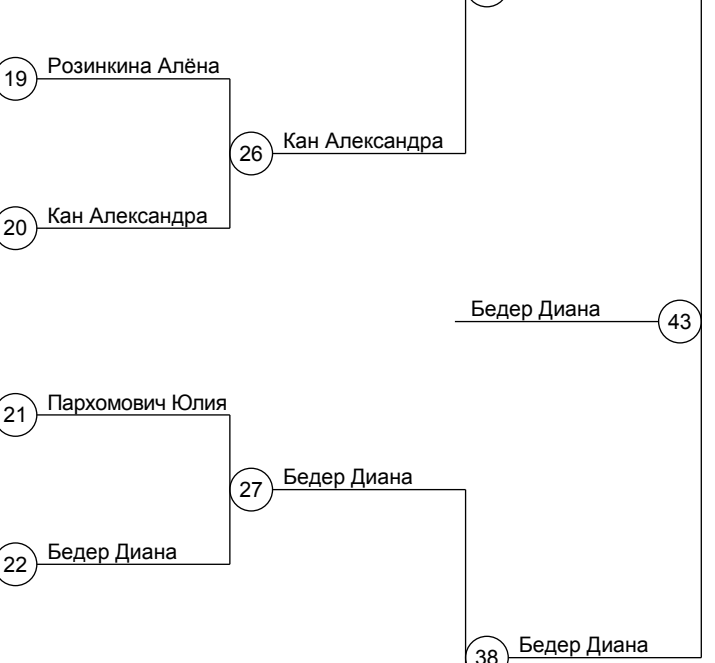 19 Розинкина Алёна
26 Кан Александра
20 Кан Александра
Бедер Диана 43
21 Пархомович Юлия
27 Бедер Диана
22 Бедер Диана
38 Бедер Диана